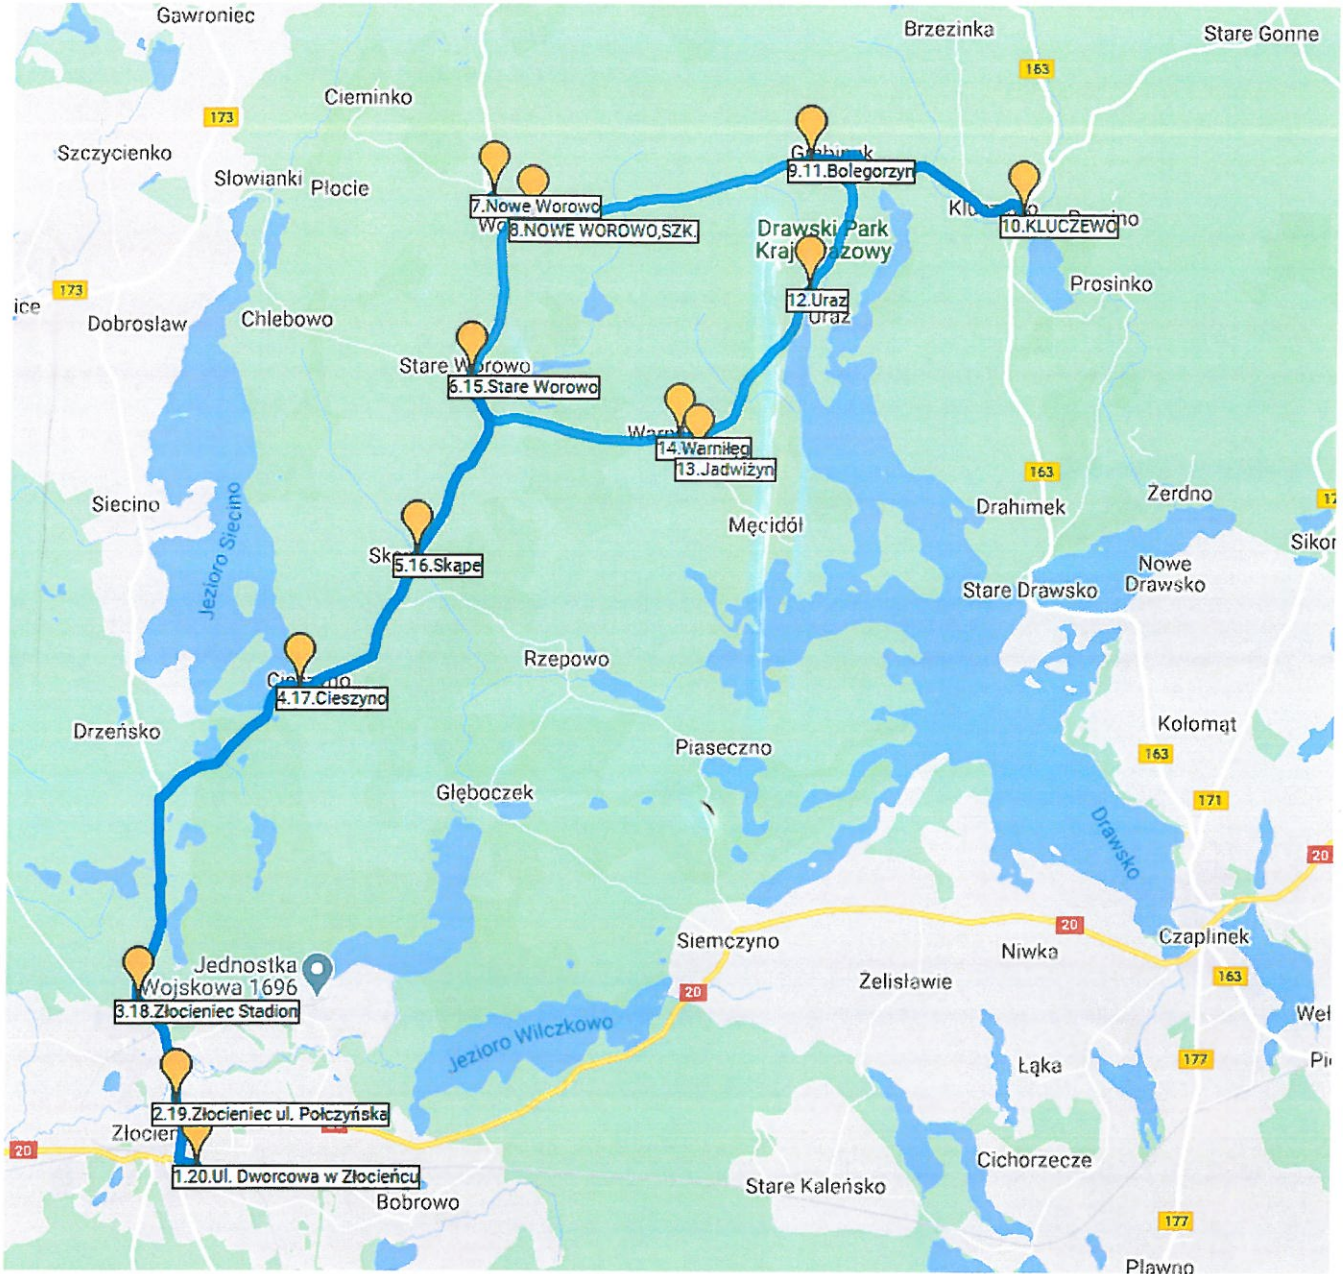 Gawroniec
Brzezinka
Stare Gonne
163
Cieminko
173
Szczycienko
Słowianki
Płocie
9.11.Bolegorzyn
7.Nowe Worowo
8.NOWE WOROWO,SZK.
10.KLUCZEWO
Drawski Park
Prosinko
173
ice
Dobrosław
Chlebowo
12.Uraz
Uraz
Stare Worowo
6.15.Stare Worowo
14.Warniłęg
13.Jadwiżyn
163
Siecino
Drahimek
Żerdno
Męcidół
Jezioro Siecino
5.16.Skąpe
Nowe
Drawsko
Stare Drawsko
Rzepowo
4.17.Cieszyno
Drzeńsko
Piaseczno
Kołomąt
163
Głęboczek
171
Drawsko
20
20
Siemczyno
Niwka
Czaplinek
Jednostka
Wojskowa 1696
Żelisławie
163
20
3.18.Złocieniec Stadion
Jezioro Wilczkowo
Łąka
177
2.19.Złocieniec ul. Połczyńska
20
1.20.Ul. Dworcowa w Złocieńcu
Cichorzecze
Bobrowo
Stare Kaleńsko
177
Pławno